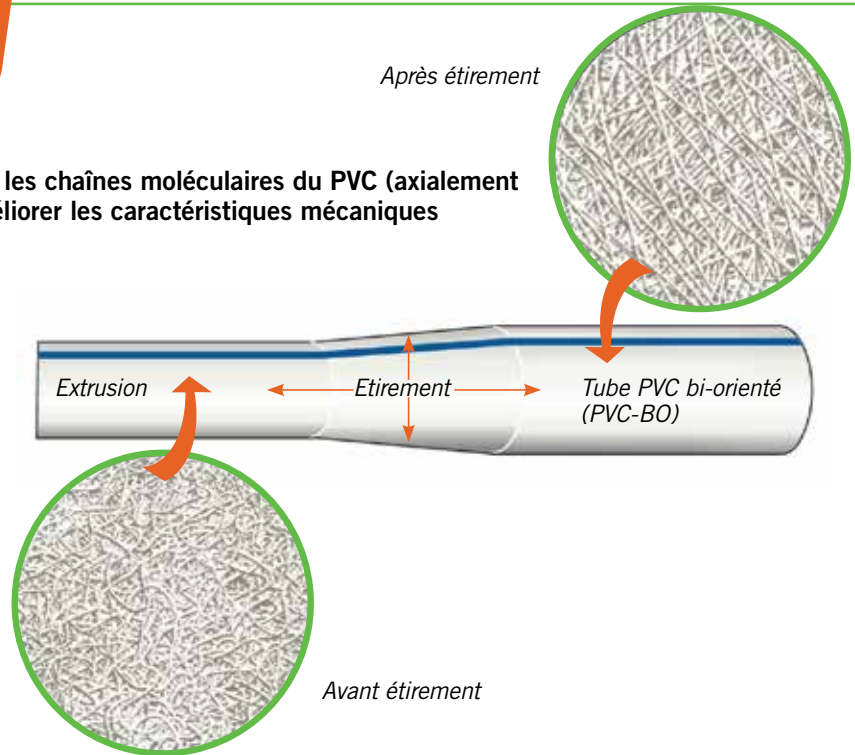 Après étirement
les chaînes moléculaires du PVC (axialement
liorer les caractéristiques mécaniques
Extrusion
Etirement
Tube PVC bi-orienté
(PVC-BO)
Avant étirement